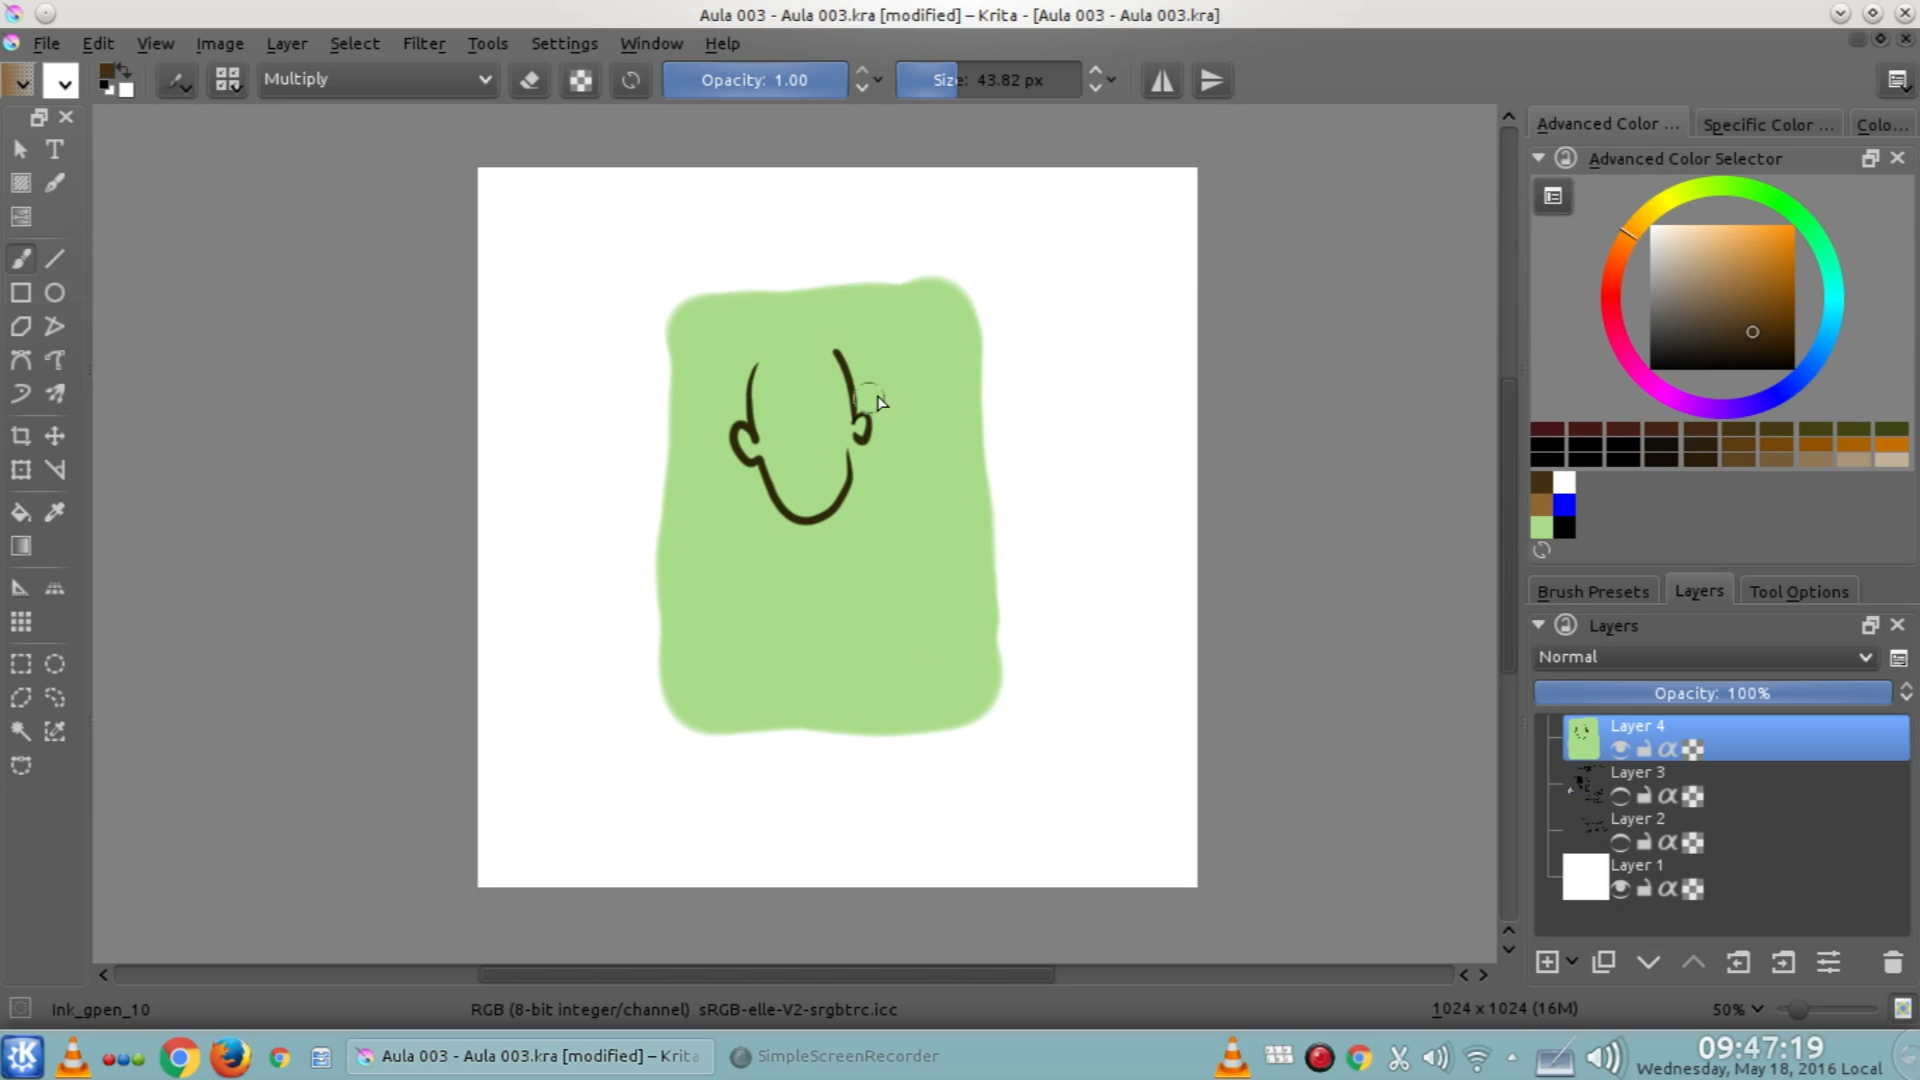 Aula 003 - Aula 003.kra [modified] – Krita - [Aula 003 - Aula 003.kra]
File Edit View Image Layer Select Filter Tools Settings Window Help
Multiply
Opacity: 1.00
Size: 43.82 px
Advanced Color ...
Specific Color ...
Colo...
Advanced Color Selector
Brush Presets
Layers
Tool Options
Layers
Normal
Opacity: 100%
Layer 4
Layer 3
Layer 2
Layer 1
Ink_gpen_10
RGB (8-bit integer/channel) sRGB-elle-V2-srgbtrc.icc
1024 x 1024 (16M)
50%
Aula 003 - Aula 003.kra [modified] – Krita
SimpleScreenRecorder
09:47:19
Wednesday, May 18, 2016 Local